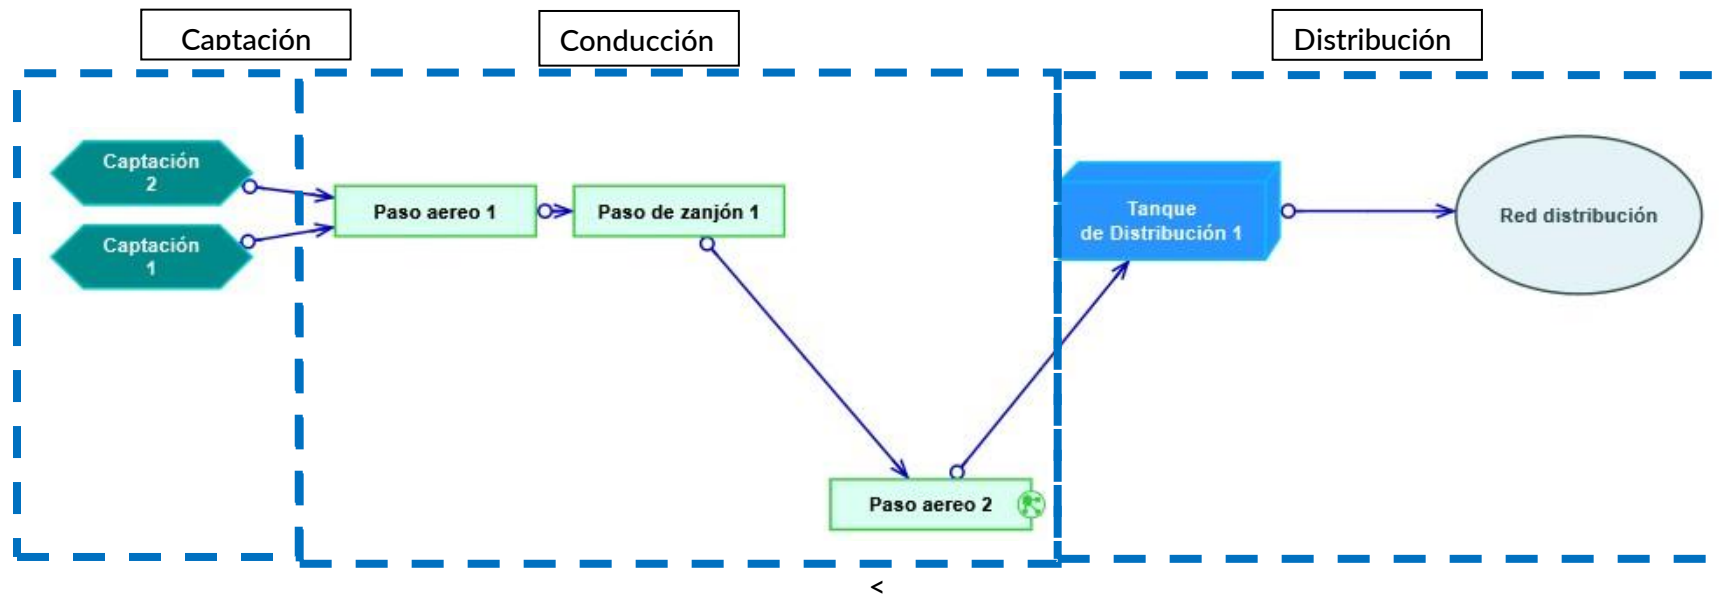 Captación
Conducción
Distribución
Captación
2
Captación
1
Paso aereo 1
Paso de zanjón 1
Tanque
de Distribución 1
Red distribución
Paso aereo 2
<